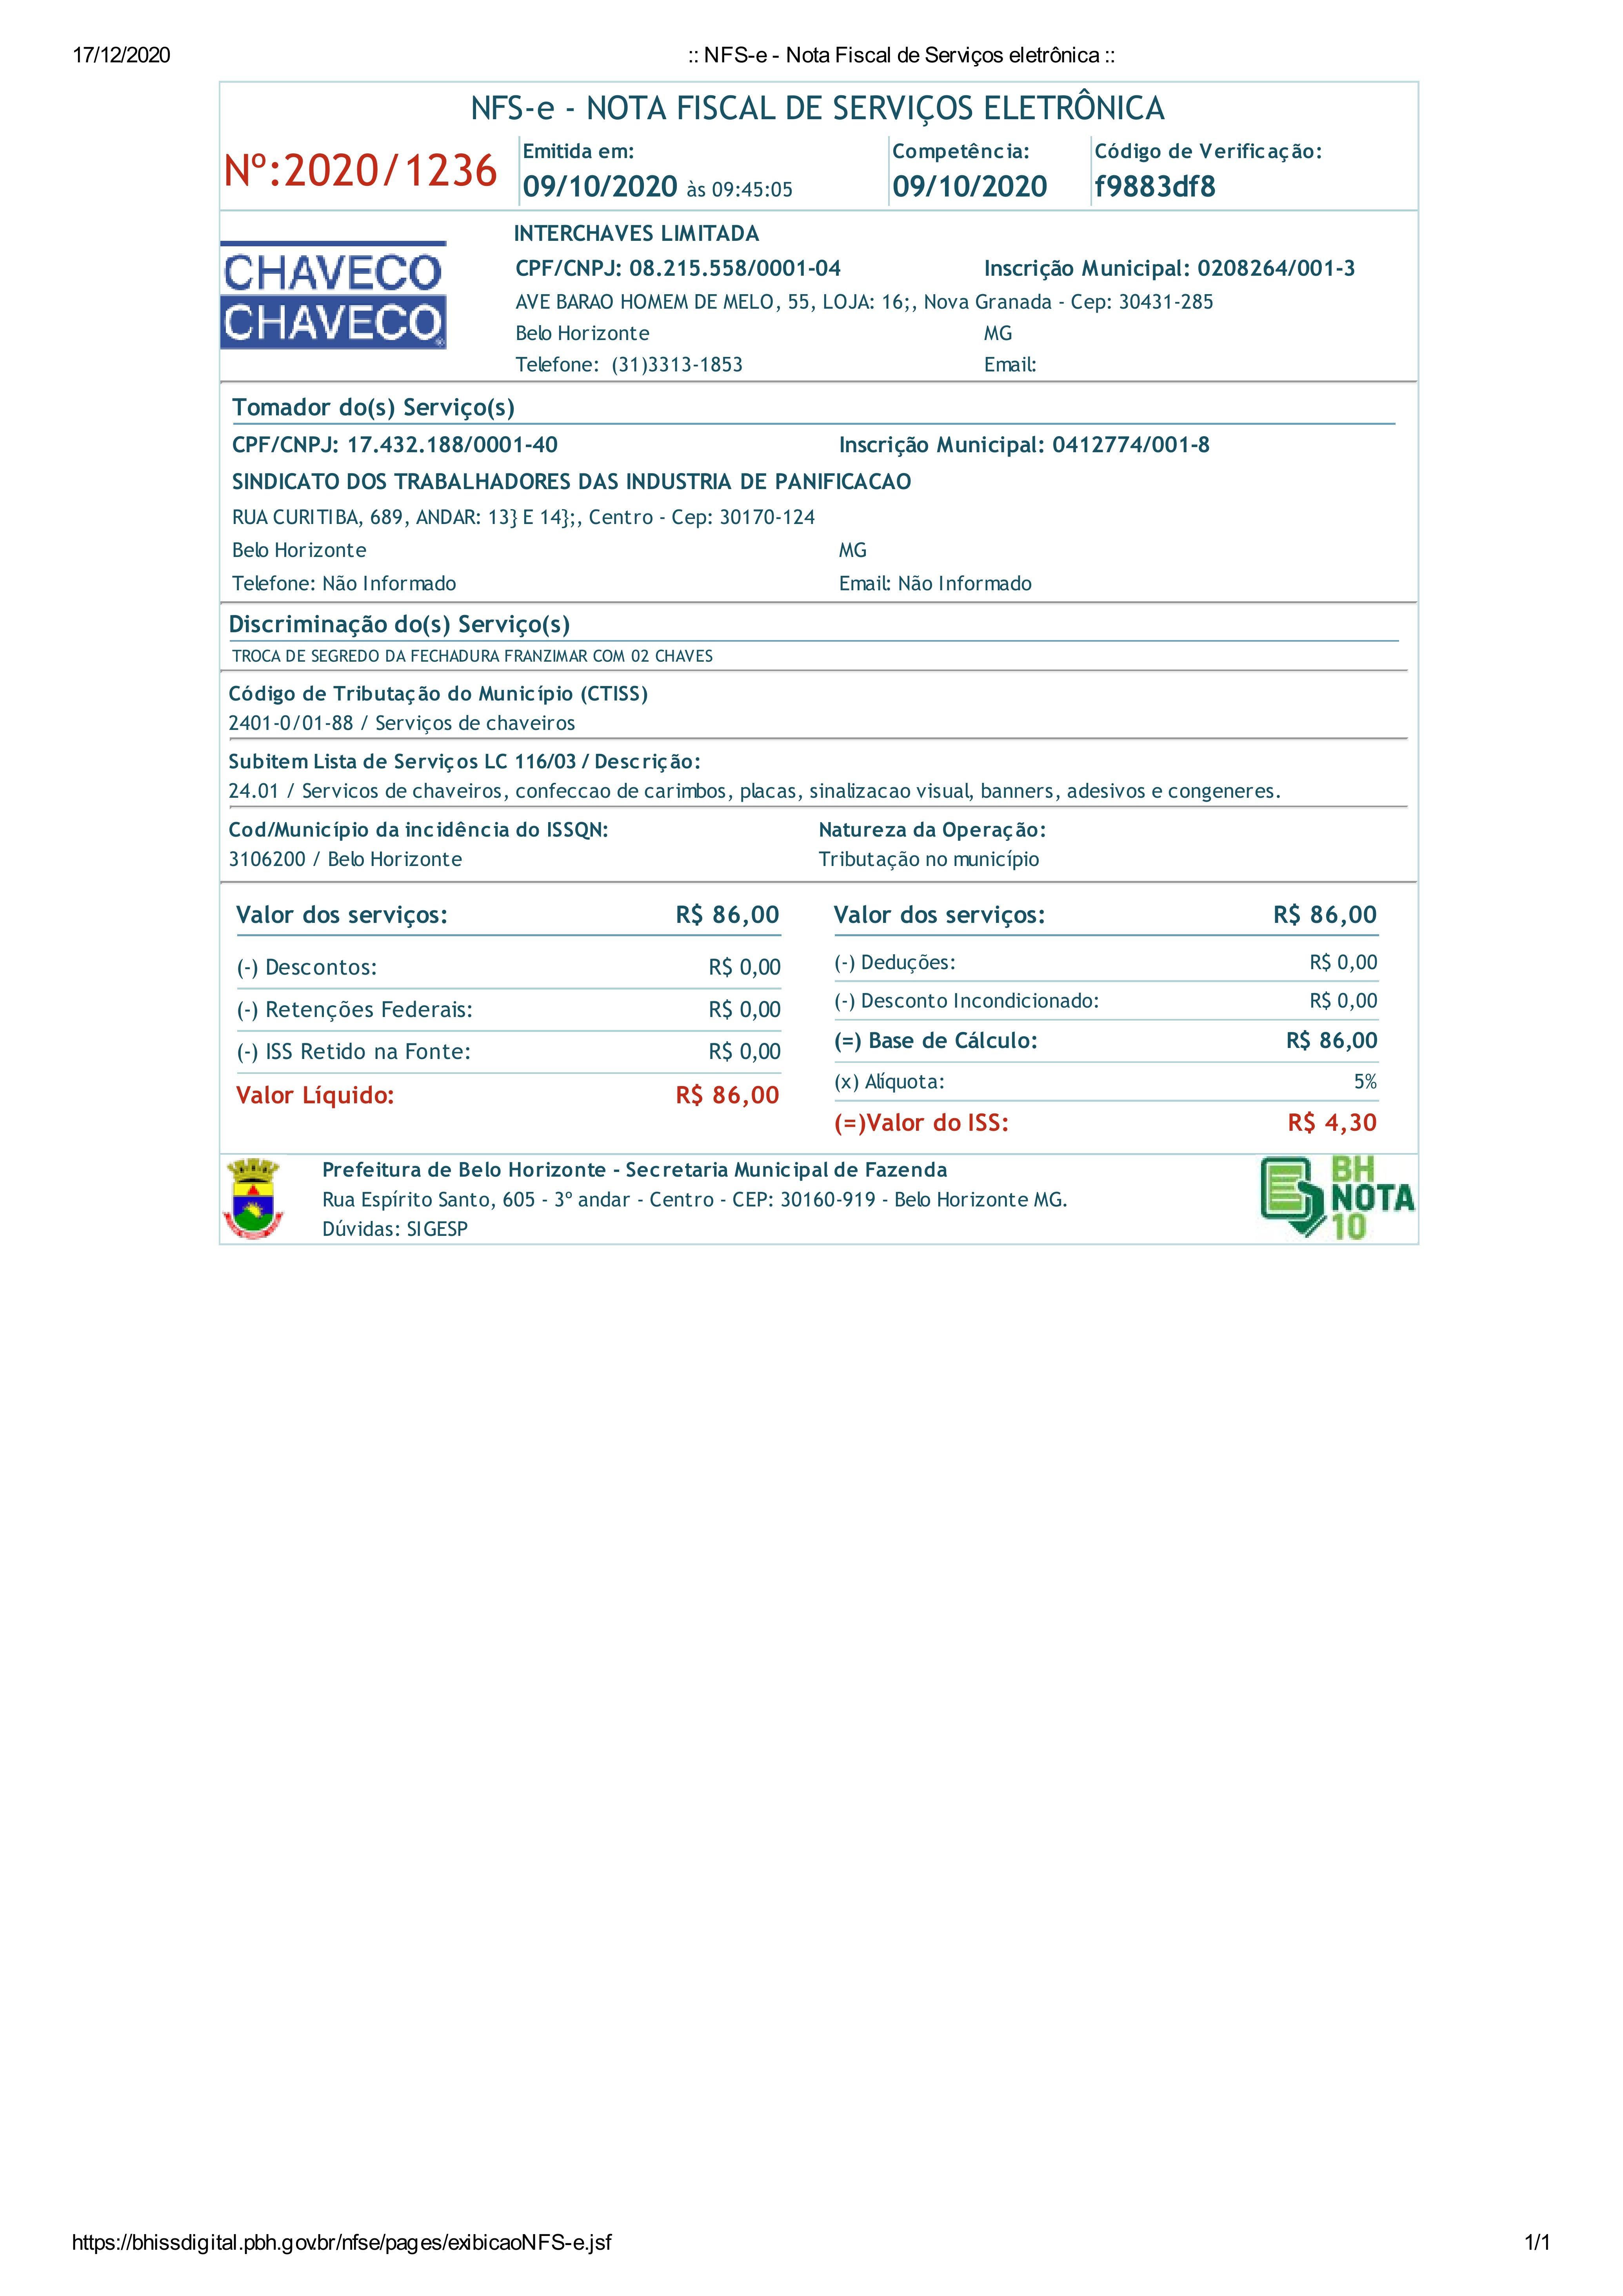 17/12/2020
:: NFS-e - Nota Fiscal de Serviços eletrônica ::
NFS-e - NOTA FISCAL DE SERVIÇOS ELETRÔNICA
Nº:2020/1236
Emitida em:
09/10/2020 às 09:45:05
Competência:
09/10/2020
Código de Verificação:
f9883df8
CHAVECO
CHAVECO
INTERCHAVES LIMITADA
CPF/CNPJ: 08.215.558/0001-04 Inscrição Municipal: 0208264/001-3
AVE BARAO HOMEM DE MELO, 55, LOJA: 16;, Nova Granada - Cep: 30431-285
Belo Horizonte MG
Telefone: (31)3313-1853 Email:
Tomador do(s) Serviço(s)
CPF/CNPJ: 17.432.188/0001-40 Inscrição Municipal: 0412774/001-8
SINDICATO DOS TRABALHADORES DAS INDUSTRIA DE PANIFICACAO
RUA CURITIBA, 689, ANDAR: 13} E 14};, Centro - Cep: 30170-124
Belo Horizonte MG
Telefone: Não Informado Email: Não Informado
Discriminação do(s) Serviço(s)
TROCA DE SEGREDO DA FECHADURA FRANZIMAR COM 02 CHAVES
Código de Tributação do Município (CTISS)
2401-0/01-88 / Serviços de chaveiros
Subitem Lista de Serviços LC 116/03 / Descrição:
24.01 / Servicos de chaveiros, confeccao de carimbos, placas, sinalizacao visual, banners, adesivos e congeneres.
Cod/Município da incidência do ISSQN: Natureza da Operação:
3106200 / Belo Horizonte Tributação no município
Valor dos serviços: R$ 86,00
(-) Descontos: R$ 0,00
(-) Retenções Federais: R$ 0,00
(-) ISS Retido na Fonte: R$ 0,00
Valor Líquido: R$ 86,00
Valor dos serviços: R$ 86,00
(-) Deduções: R$ 0,00
(-) Desconto Incondicionado: R$ 0,00
(=) Base de Cálculo: R$ 86,00
(x) Alíquota: 5%
(=)Valor do ISS: R$ 4,30
Prefeitura de Belo Horizonte - Secretaria Municipal de Fazenda
Rua Espírito Santo, 605 - 3º andar - Centro - CEP: 30160-919 - Belo Horizonte MG.
Dúvidas: SIGESP
BH
NOTA
10
https://bhissdigital.pbh.gov.br/nfse/pages/exibicaoNFS-e.jsf
1/1